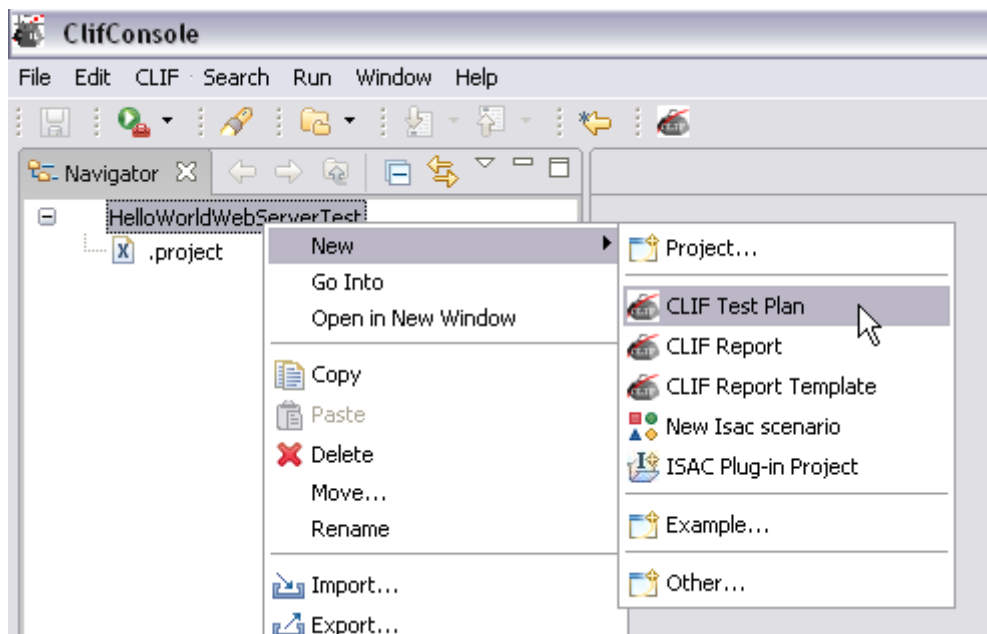 ClifConsole
File Edit CLIF Search Run Window Help
Navigator
HelloWorldWebServerTest
.project
New
Go Into
Open in New Window
Copy
Paste
Delete
Move...
Rename
Import...
Export...
Project...
CLIF Test Plan
CLIF Report
CLIF Report Template
New Isac scenario
ISAC Plug-in Project
Example...
Other...